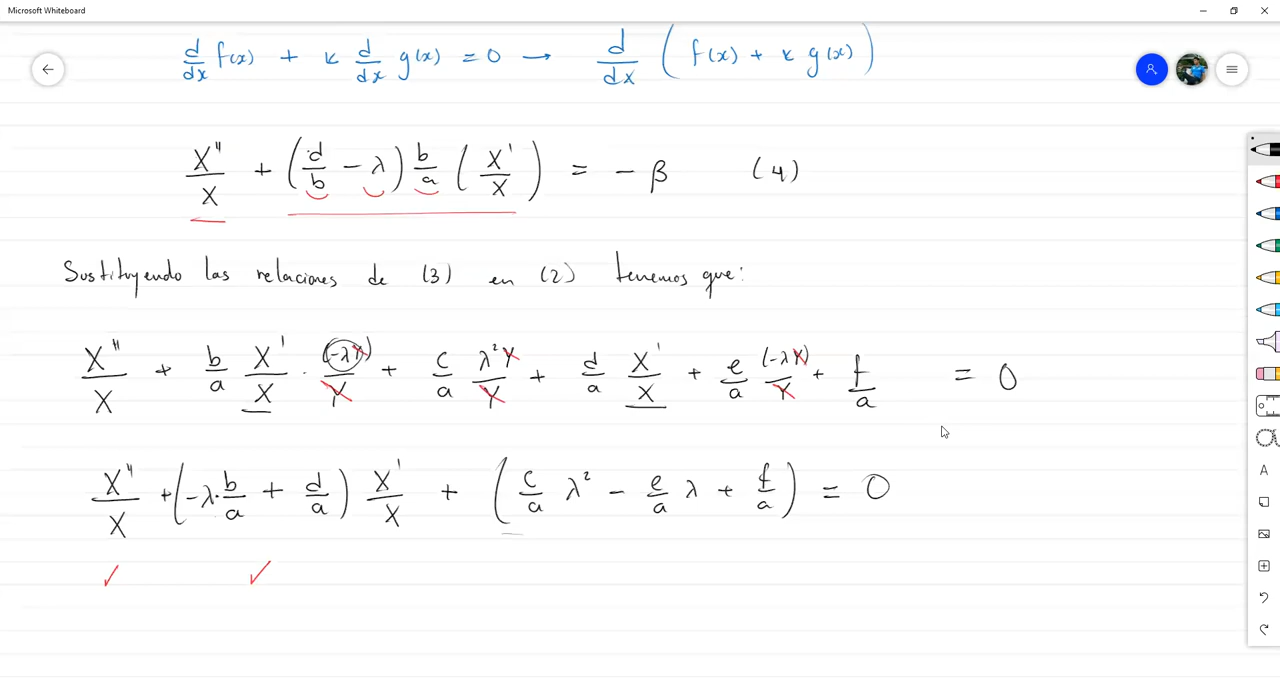 Microsoft Whiteboard
d/dx f(x) + κ d/dx g(x) = 0 → d/dx ( f(x) + κ g(x) )
X''/X + ( d/b − λ ) b/a ( X'/X ) = − β (4)
Sustituyendo las relaciones de (3) en (2) tenemos que:
X''/X + b/a X'/X · (−λY)/Y + c/a λ²Y/Y + d/a X'/X + e/a (−λY)/Y + f/a = 0
X''/X + ( −λ · b/a + d/a ) X'/X + ( c/a λ² − e/a λ + f/a ) = 0
✓ ✓